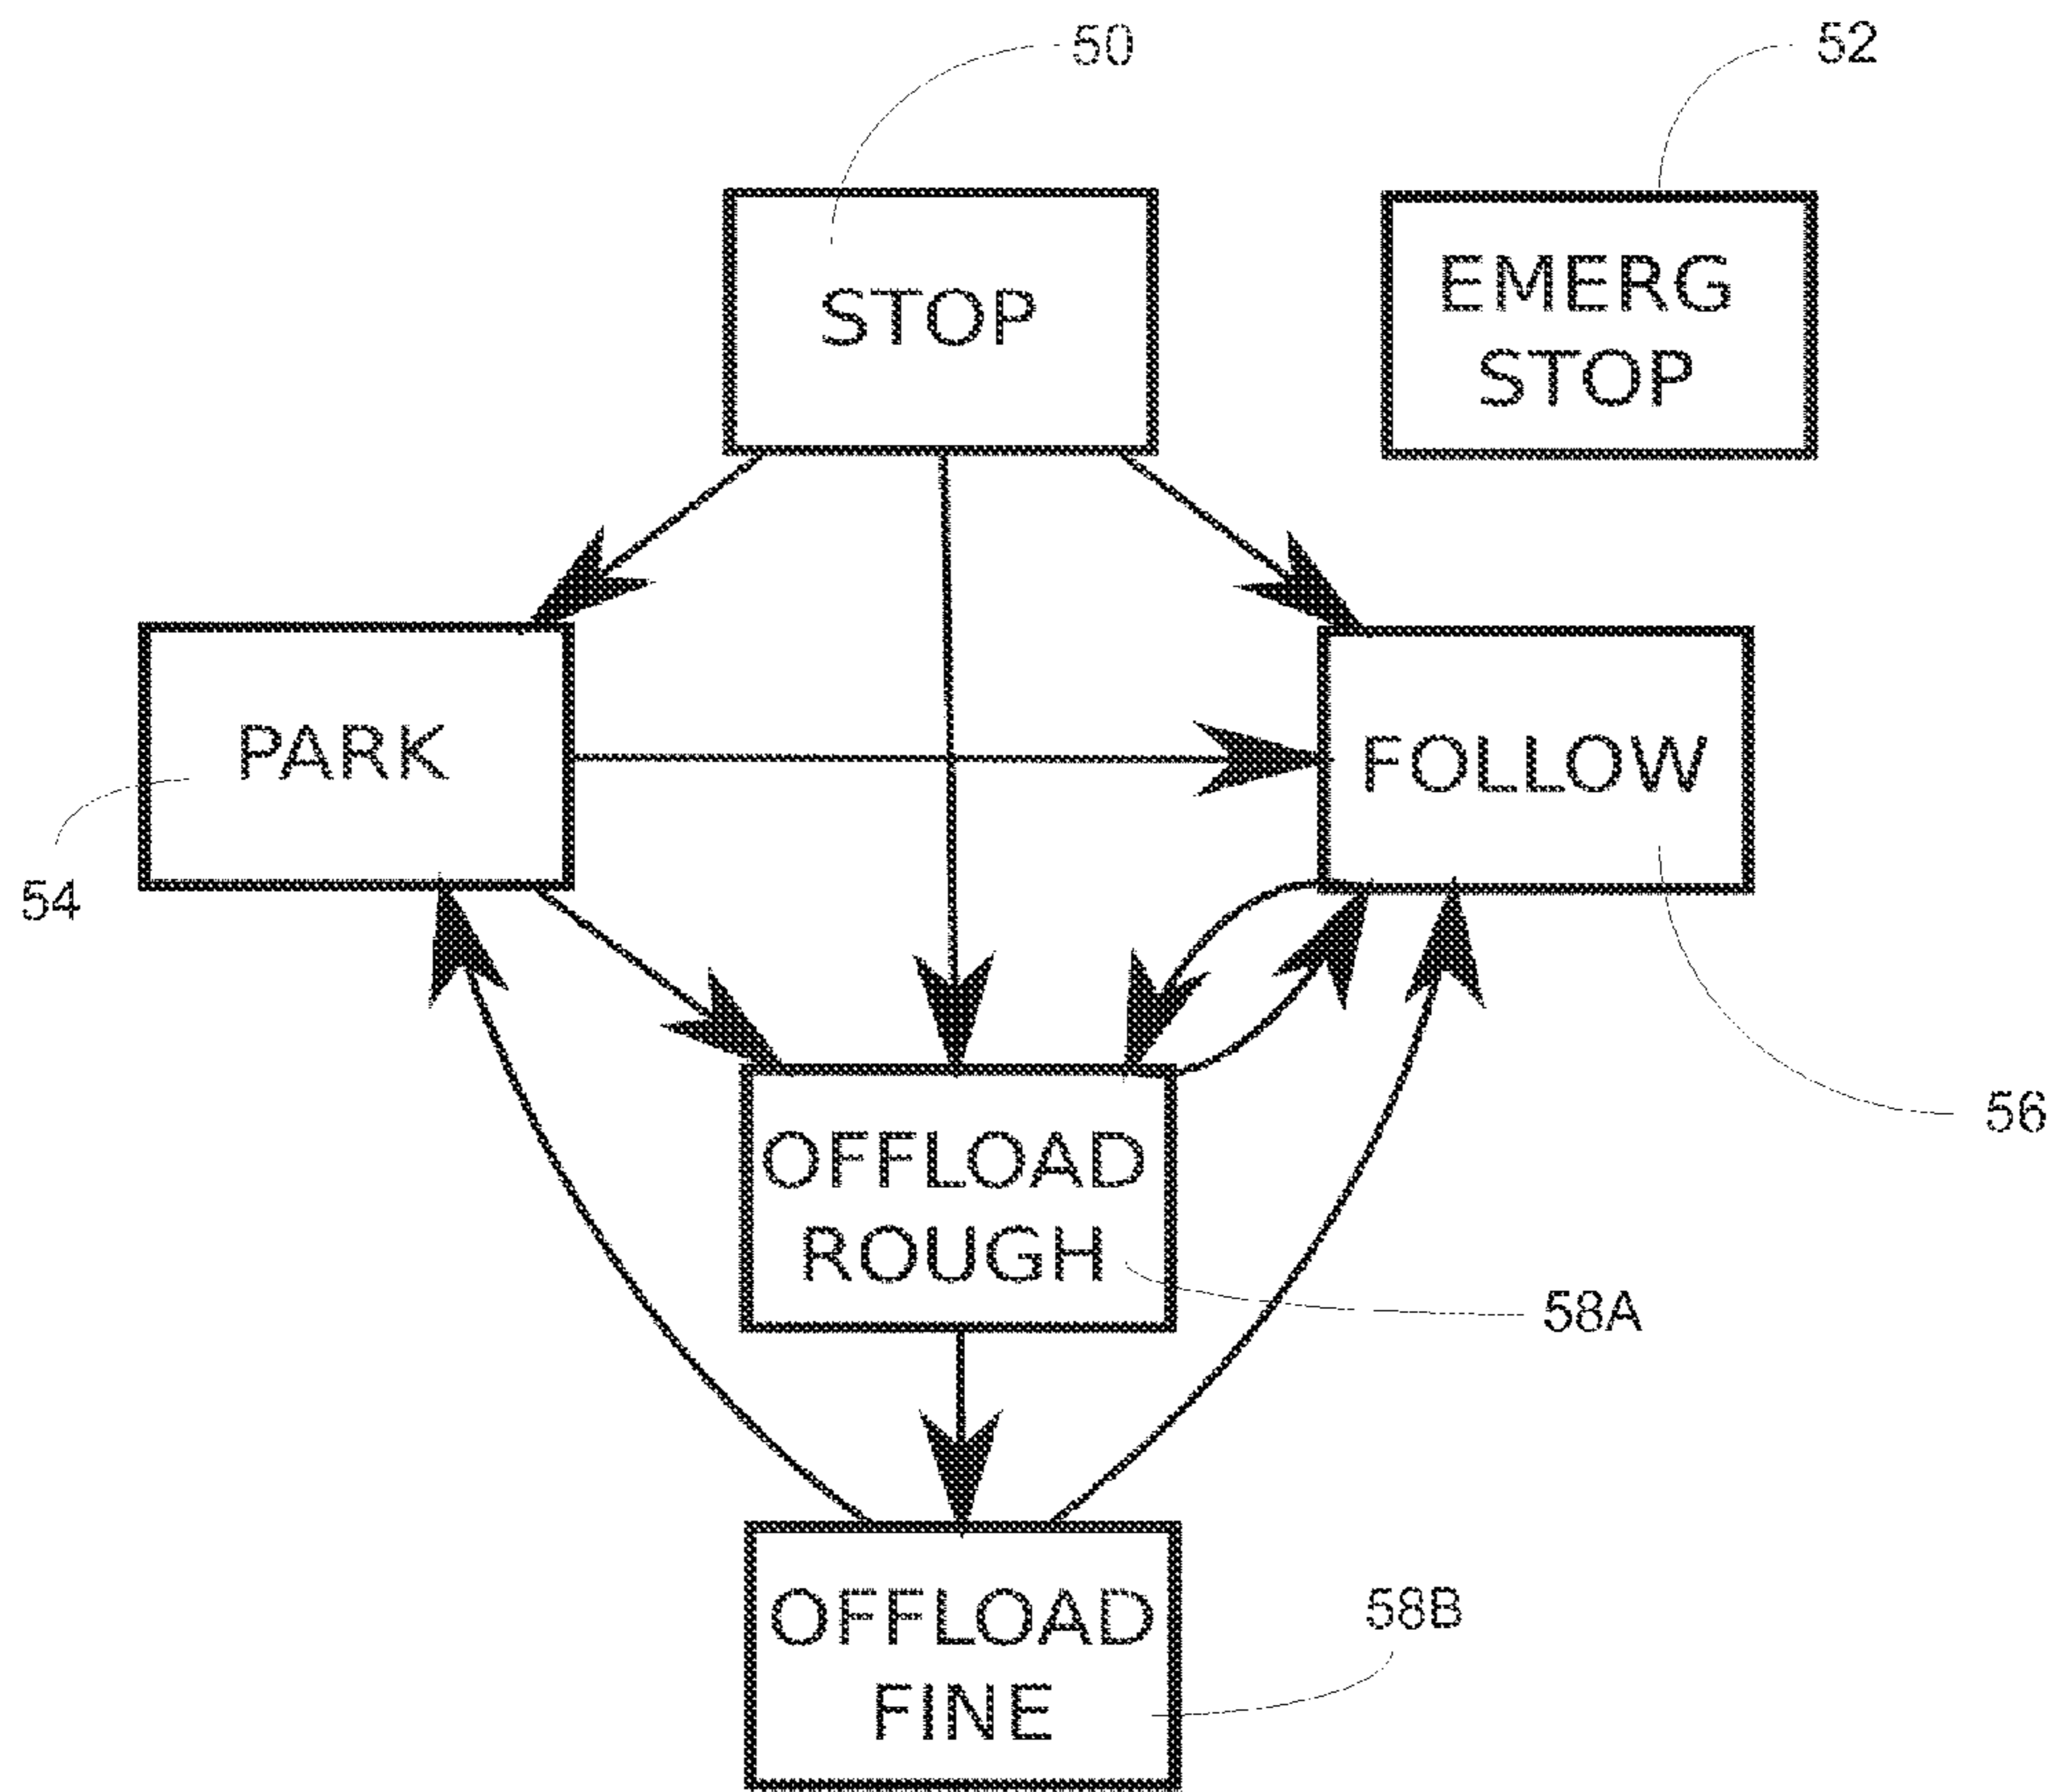 50
52
STOP
EMERG
STOP
PARK
FOLLOW
54
56
OFFLOAD
ROUGH
58A
58B
OFFLOAD
FINE